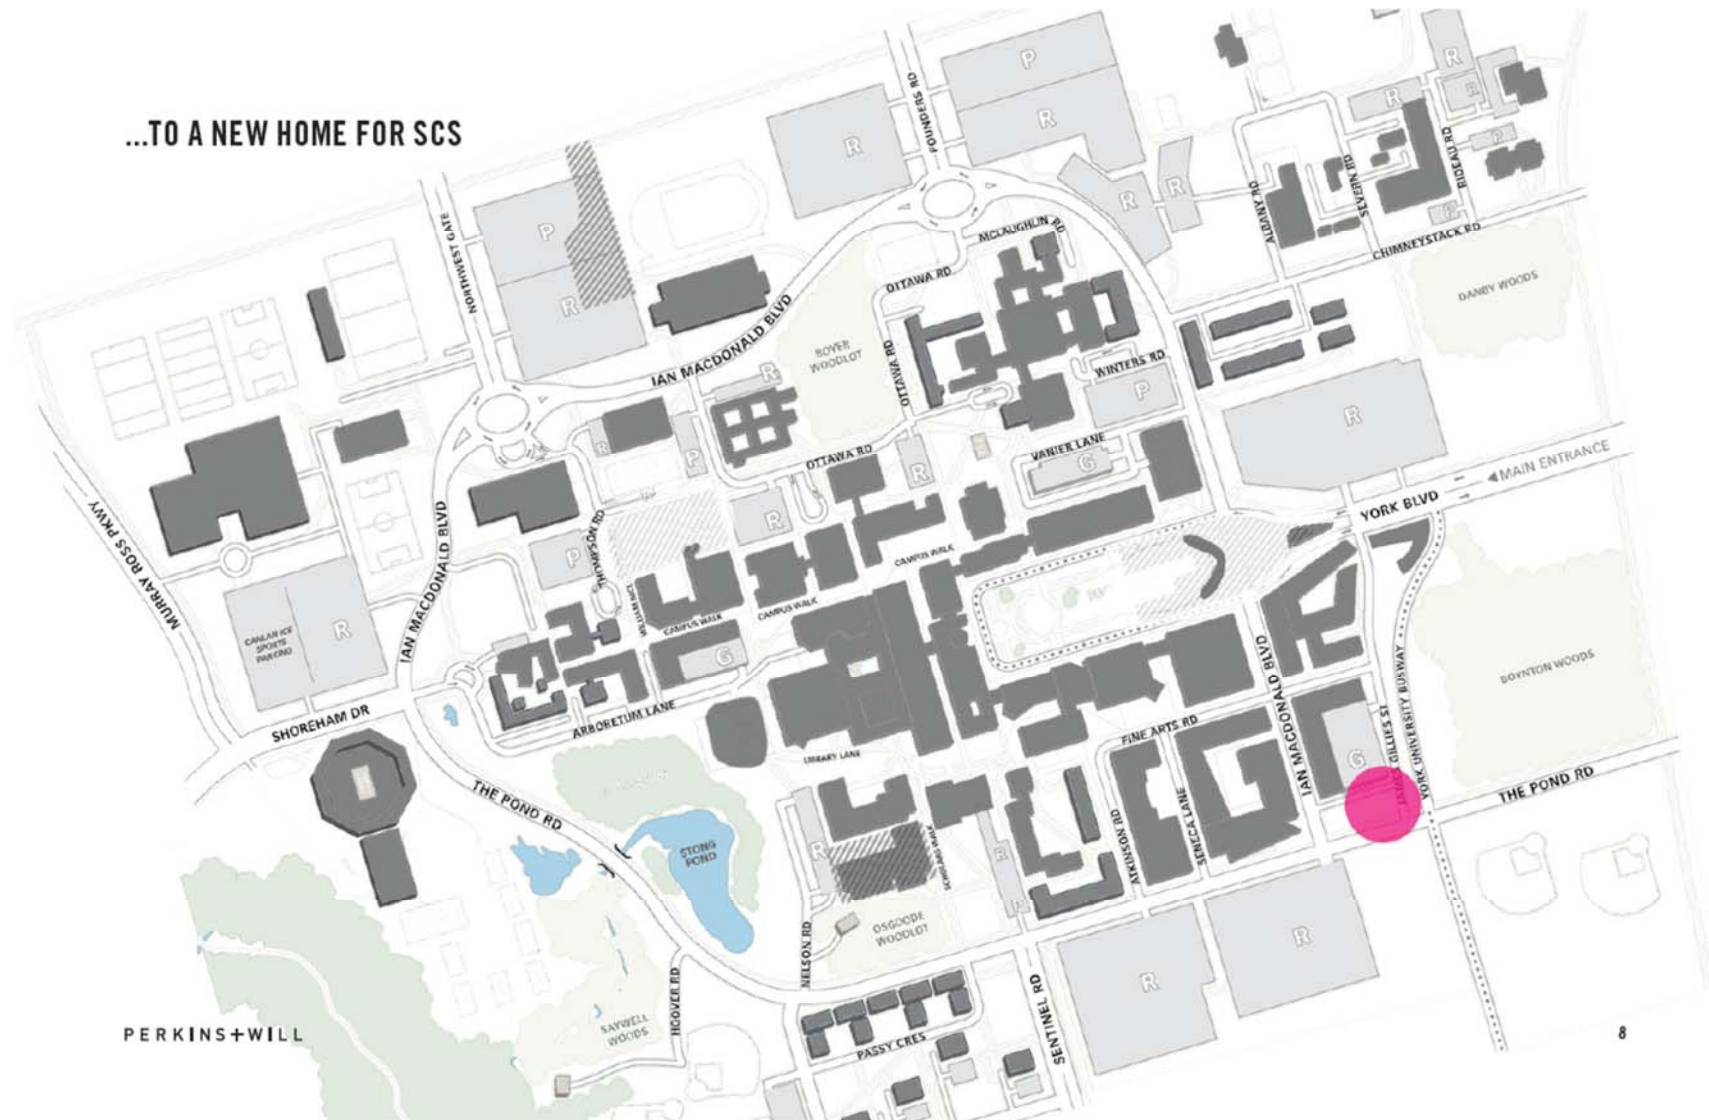 ...TO A NEW HOME FOR SCS
FOUNDERS RD
P
R
R
R
R
R
R
P
ALBANY RD
SEVERN RD
RIDEAU RD
R
CHIMNEYSTACK RD
DANBY WOODS
NORTHWEST GATE
P
R
MCLAUGHLIN RD
OTTAWA RD
OTTAWA RD
IAN MACDONALD BLVD
BOYER
WOODLOT
WINTERS RD
P
R
R
R
P
OTTAWA RD
R
VANIER LANE
G
MAIN ENTRANCE
YORK BLVD
MURRAY ROSS PKWY
IAN MACDONALD BLVD
THOMPSON RD
P
R
CAMPUS WALK
CAMPUS WALK
CAMPUS WALK
CANLAN ICE
SPORTS
PARKING
R
G
SHOREHAM DR
ARBORETUM LANE
LIBRARY LANE
FINE ARTS RD
IAN MACDONALD BLVD
YORK UNIVERSITY BUSWAY
BOYNTON WOODS
G
THE POND RD
THE POND RD
STONG
POND
R
SCHOLARS WALK
R
ATKINSON RD
SENECA LANE
OSGOODE
WOODLOT
NELSON RD
HOOVER RD
SAYWELL
WOODS
PASSY CRES
SENTINEL RD
R
R
PERKINS+WILL
8